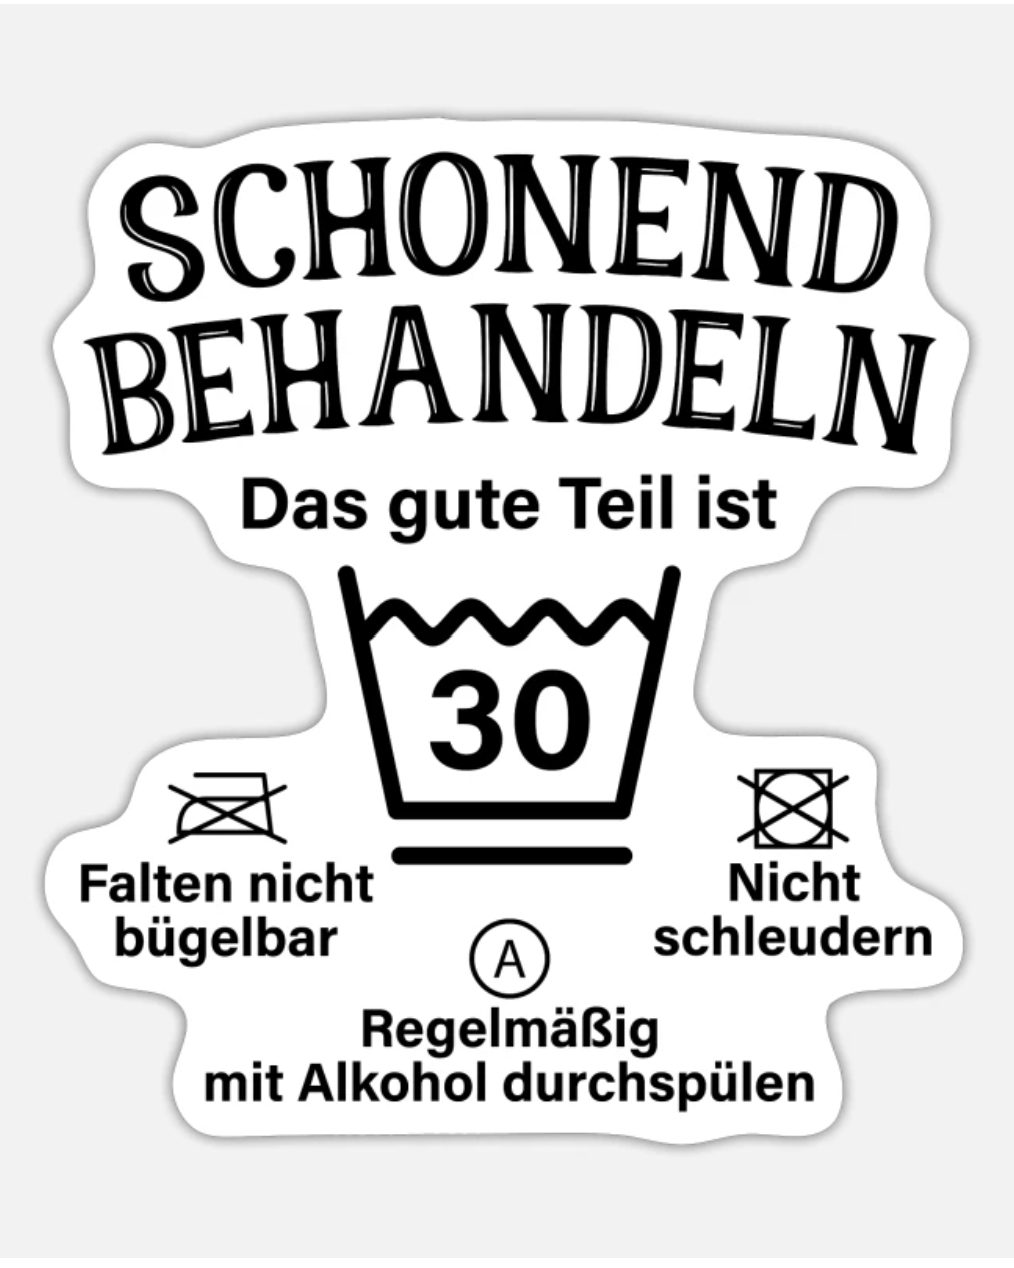 SCHONEND
BEHANDELN
Das gute Teil ist
30
Falten nicht
bügelbar
Nicht
schleudern
A
Regelmäßig
mit Alkohol durchspülen